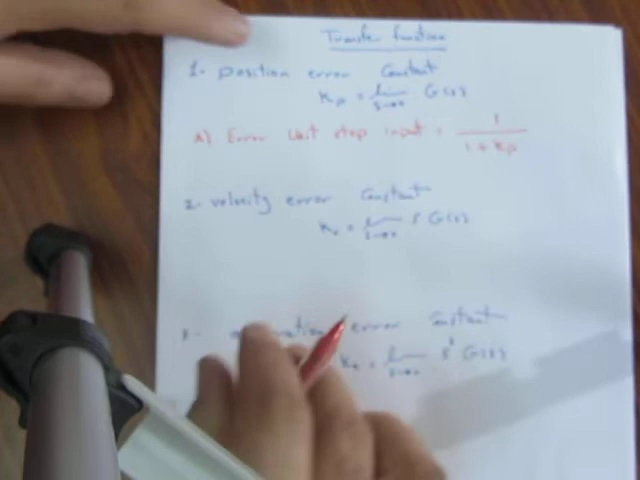 Transfer function
1- position error Constant
Kp = lim s→0 G(s)
A) Error Unit step input = 1 / 1 + Kp
2- velocity error Constant
Kv = lim s→0 s G(s)
3- error Constant
Ka = lim s→0 s² G(s)